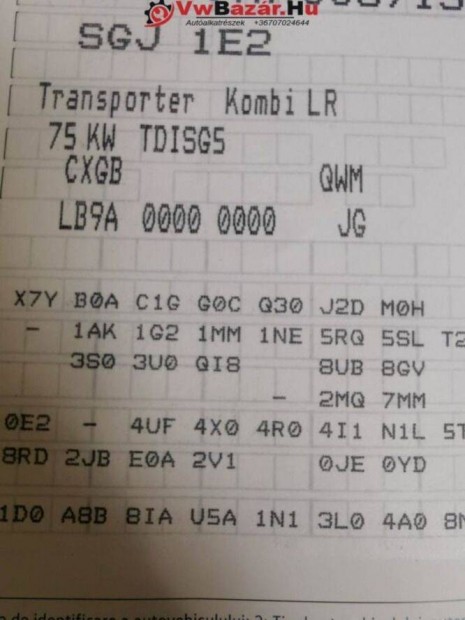 VwBazár.Hu
Autóalkatrészek +36707024644
SGJ 1E2
Transporter Kombi LR
75 KW TDISG5
CXGB QWM
LB9A 0000 0000 JG
X7Y B0A C1G G0C Q30 J2D M0H
- 1AK 1G2 1MM 1NE 5RQ 5SL T2
3S0 3U0 QI8 8UB 8GV
- 2MQ 7MM
0E2 - 4UF 4X0 4R0 4I1 N1L 5T
8RD 2JB E0A 2V1 0JE 0YD
1D0 A8B 8IA U5A 1N1 3L0 4A0 8N